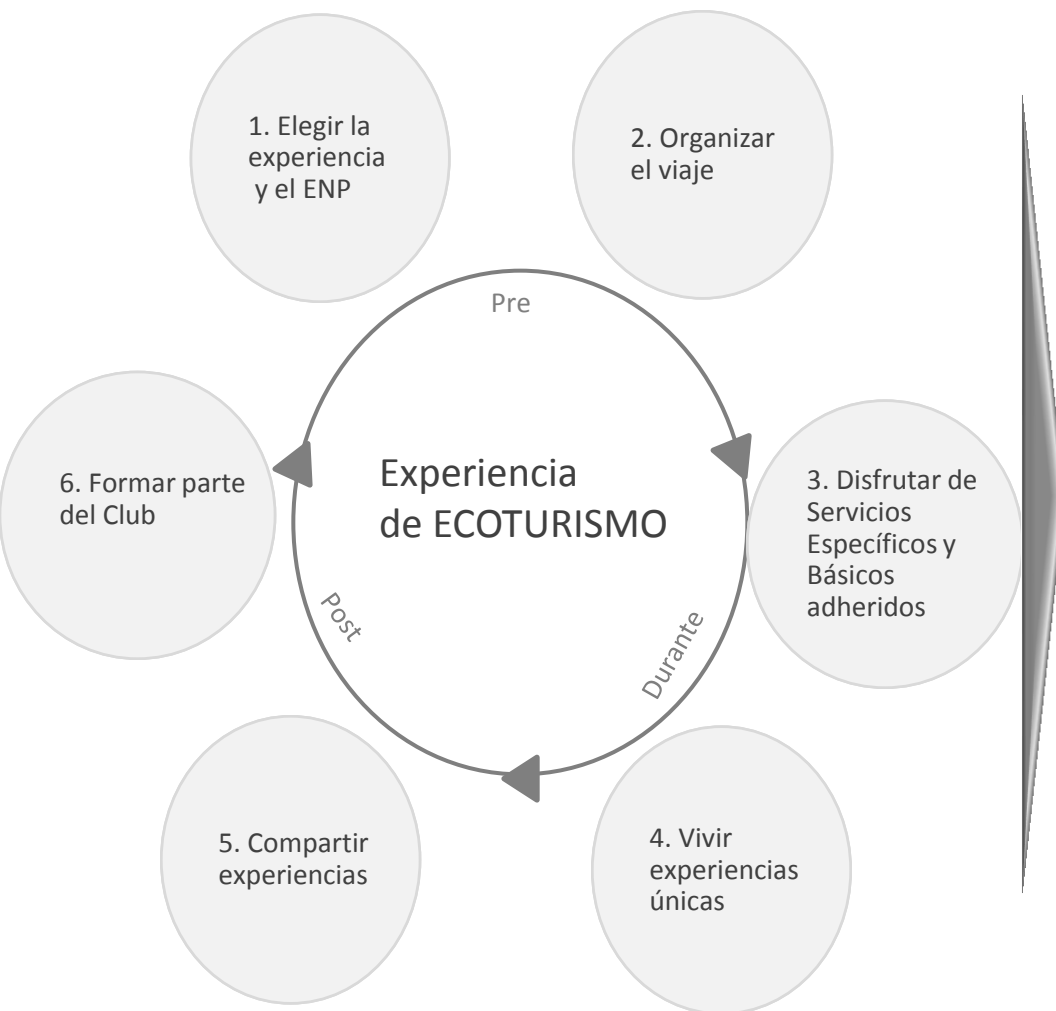 1. Elegir la
experiencia
y el ENP
2. Organizar
el viaje
Pre
Experiencia
de ECOTURISMO
3. Disfrutar de
Servicios
Específicos y
Básicos
adheridos
6. Formar parte
del Club
Post
Durante
5. Compartir
experiencias
4. Vivir
experiencias
únicas